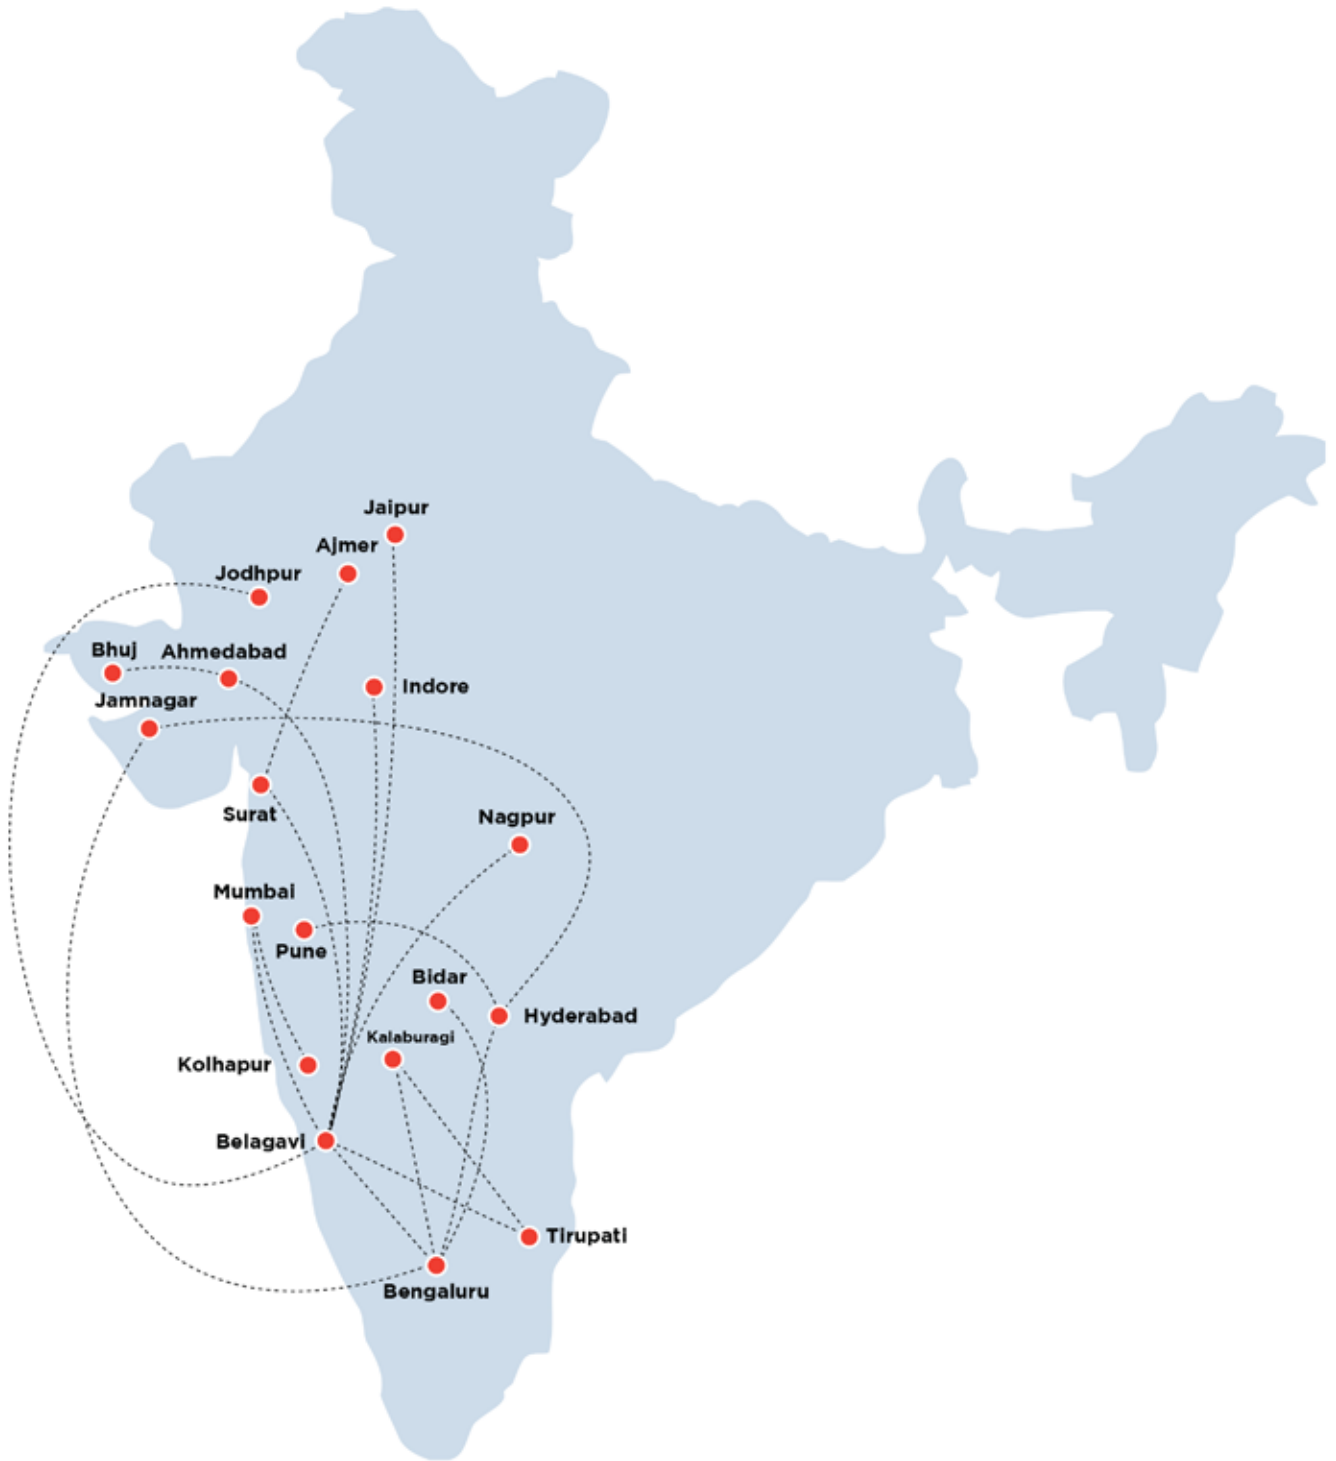 Jaipur
Ajmer
Jodhpur
Bhuj
Ahmedabad
Indore
Jamnagar
Surat
Nagpur
Mumbai
Pune
Bidar
Hyderabad
Kalaburagi
Kolhapur
Belagavi
Tirupati
Bengaluru